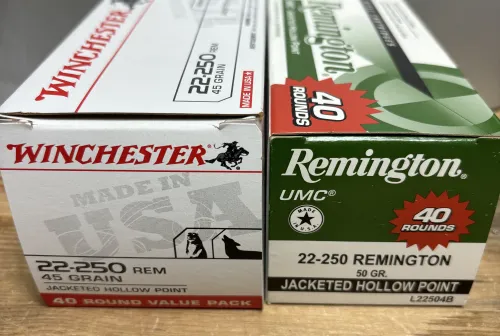 WINCHESTER
22-250 REM
45 GRAIN
MADE IN USA
WINCHESTER
MADE IN
USA
22-250 REM
45 GRAIN
JACKETED HOLLOW POINT
40 ROUND VALUE PACK
Remington
40
ROUNDS
Remington
UMC®
MADE
USA
40
ROUNDS
22-250 REMINGTON
50 GR.
JACKETED HOLLOW POINT
L22504B